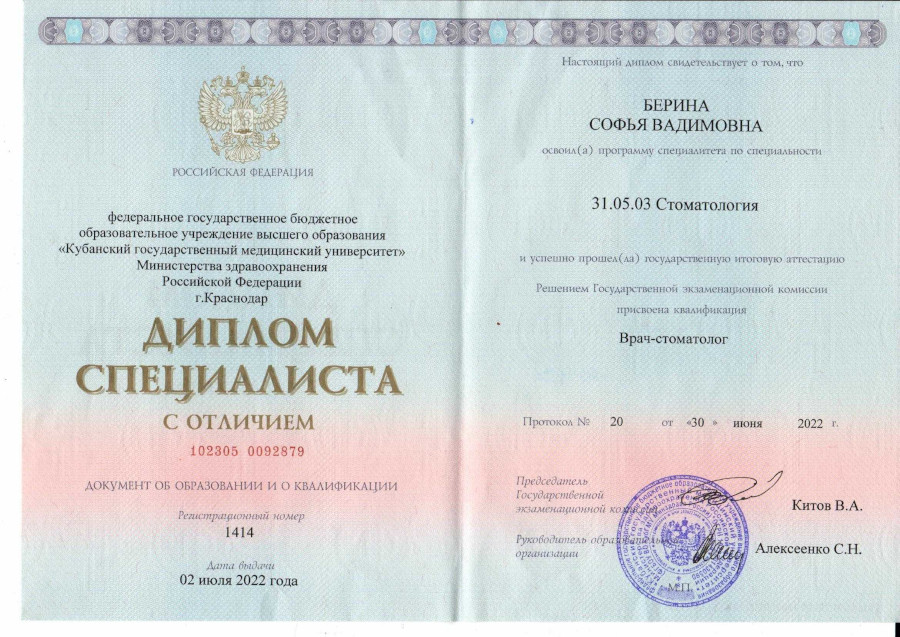 РОССИЙСКАЯ ФЕДЕРАЦИЯ
федеральное государственное бюджетное
образовательное учреждение высшего образования
«Кубанский государственный медицинский университет»
Министерства здравоохранения
Российской Федерации
г.Краснодар
ДИПЛОМ
СПЕЦИАЛИСТА
С ОТЛИЧИЕМ
102305 0092879
ДОКУМЕНТ ОБ ОБРАЗОВАНИИ И О КВАЛИФИКАЦИИ
Регистрационный номер
1414
Дата выдачи
02 июля 2022 года
Настоящий диплом свидетельствует о том, что
БЕРИНА
СОФЬЯ ВАДИМОВНА
освоил(а) программу специалитета по специальности
31.05.03 Стоматология
и успешно прошел(ла) государственную итоговую аттестацию
Решением Государственной экзаменационной комиссии
присвоена квалификация
Врач-стоматолог
Протокол № 20 от «30 » июня 2022 г.
Председатель
Государственной
экзаменационной комиссии
Китов В.А.
Руководитель образовательной
организации
Алексеенко С.Н.
М.П.